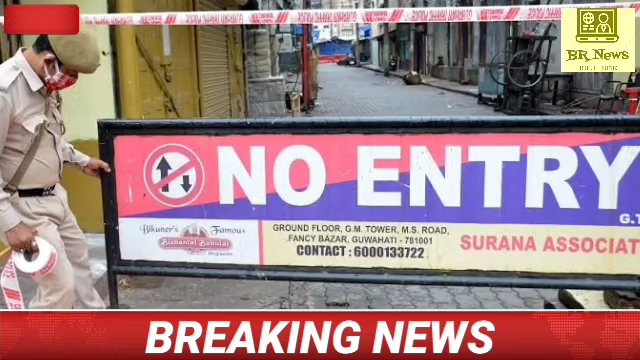 BR News
NO ENTRY
G.T
Bikaner's Famous
Bishanlal Babulal
GROUND FLOOR, G.M. TOWER, M.S. ROAD,
FANCY BAZAR, GUWAHATI - 781001
CONTACT : 6000133722
SURANA ASSOCIAT
BREAKING NEWS